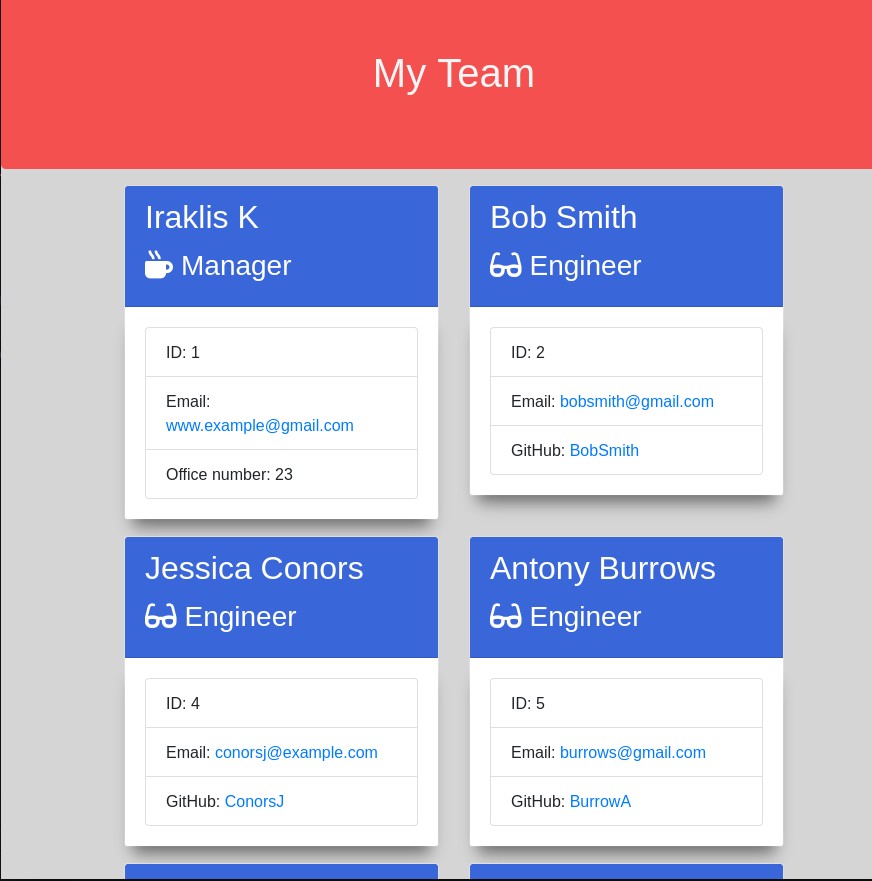 My Team
Iraklis K
Manager
ID: 1
Email:
www.example@gmail.com
Office number: 23
Bob Smith
Engineer
ID: 2
Email: bobsmith@gmail.com
GitHub: BobSmith
Jessica Conors
Engineer
ID: 4
Email: conorsj@example.com
GitHub: ConorsJ
Antony Burrows
Engineer
ID: 5
Email: burrows@gmail.com
GitHub: BurrowA